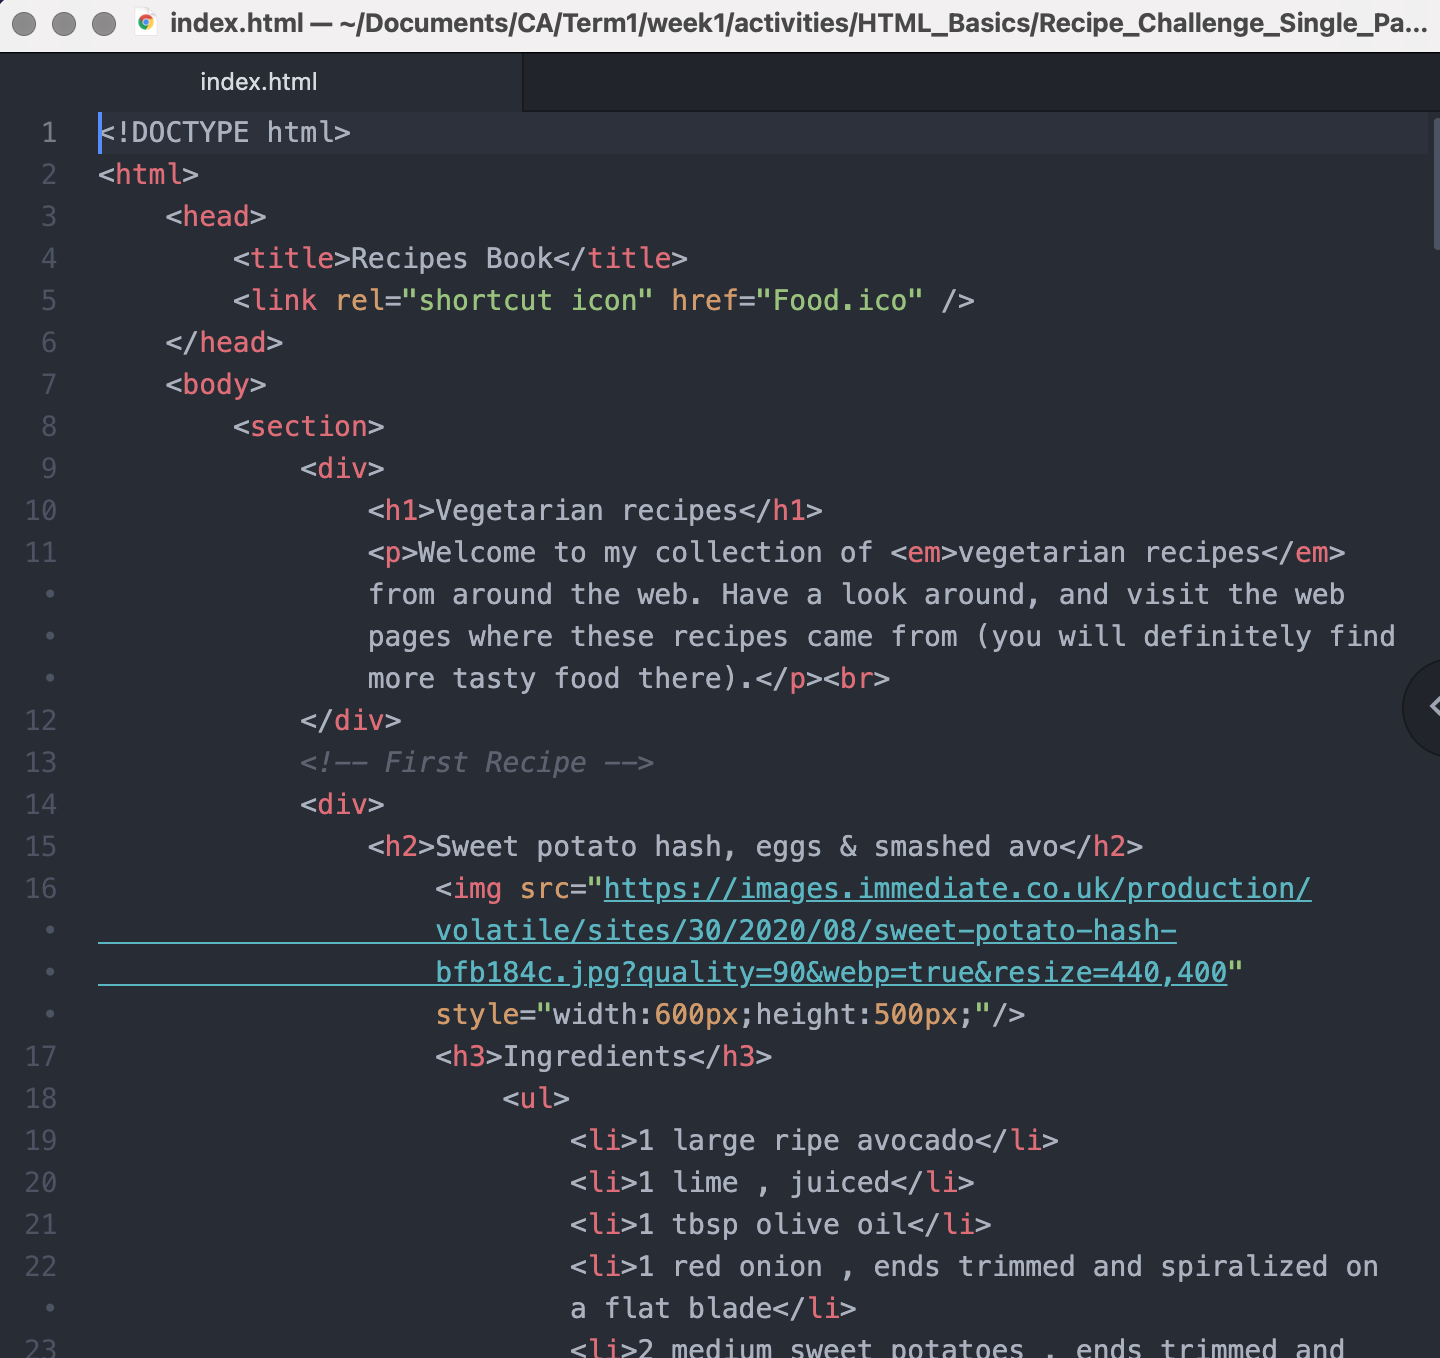 index.html — ~/Documents/CA/Term1/week1/activities/HTML_Basics/Recipe_Challenge_Single_Pa...
index.html
1 <!DOCTYPE html>
2 <html>
3 <head>
4 <title>Recipes Book</title>
5 <link rel="shortcut icon" href="Food.ico" />
6 </head>
7 <body>
8 <section>
9 <div>
10 <h1>Vegetarian recipes</h1>
11 <p>Welcome to my collection of <em>vegetarian recipes</em>
• from around the web. Have a look around, and visit the web
• pages where these recipes came from (you will definitely find
• more tasty food there).</p><br>
12 </div>
13 <!-- First Recipe -->
14 <div>
15 <h2>Sweet potato hash, eggs & smashed avo</h2>
16 <img src="https://images.immediate.co.uk/production/
• volatile/sites/30/2020/08/sweet-potato-hash-
• bfb184c.jpg?quality=90&webp=true&resize=440,400"
• style="width:600px;height:500px;"/>
17 <h3>Ingredients</h3>
18 <ul>
19 <li>1 large ripe avocado</li>
20 <li>1 lime , juiced</li>
21 <li>1 tbsp olive oil</li>
22 <li>1 red onion , ends trimmed and spiralized on
• a flat blade</li>
23 <li>2 medium sweet potatoes , ends trimmed and